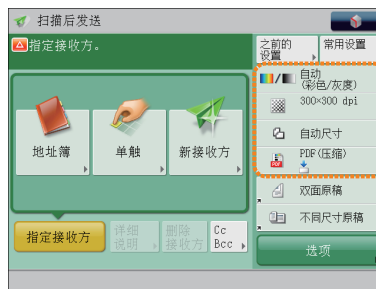 扫描后发送
指定接收方。
之前的
设置
常用设置
自动
(彩色/灰度)
300×300 dpi
自动尺寸
PDF(压缩)
双面原稿
不同尺寸原稿
选项
地址簿
单触
新接收方
指定接收方
详细
说明
删除
接收方
Cc
Bcc